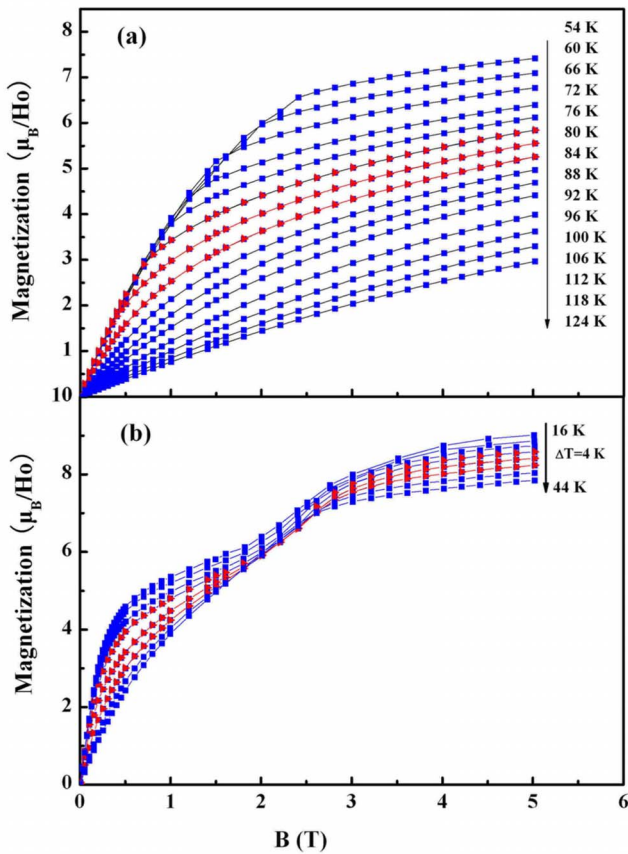 (a)
8
7
6
5
4
3
2
1
Magnetization (μB/Ho)
54 K
60 K
66 K
72 K
76 K
80 K
84 K
88 K
92 K
96 K
100 K
106 K
112 K
118 K
124 K
(b)
10
8
6
4
2
0
Magnetization (μB/Ho)
16 K
ΔT=4 K
44 K
0 1 2 3 4 5 6
B (T)